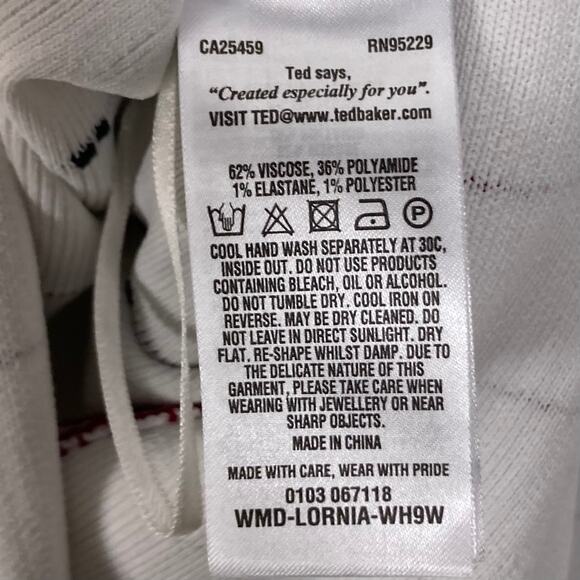 CA25459 RN95229
Ted says,
“Created especially for you”.
VISIT TED@www.tedbaker.com
62% VISCOSE, 36% POLYAMIDE
1% ELASTANE, 1% POLYESTER
P
COOL HAND WASH SEPARATELY AT 30C,
INSIDE OUT. DO NOT USE PRODUCTS
CONTAINING BLEACH, OIL OR ALCOHOL.
DO NOT TUMBLE DRY. COOL IRON ON
REVERSE. MAY BE DRY CLEANED. DO
NOT LEAVE IN DIRECT SUNLIGHT. DRY
FLAT. RE-SHAPE WHILST DAMP. DUE TO
THE DELICATE NATURE OF THIS
GARMENT, PLEASE TAKE CARE WHEN
WEARING WITH JEWELLERY OR NEAR
SHARP OBJECTS.
MADE IN CHINA
MADE WITH CARE, WEAR WITH PRIDE
0103 067118
WMD-LORNIA-WH9W